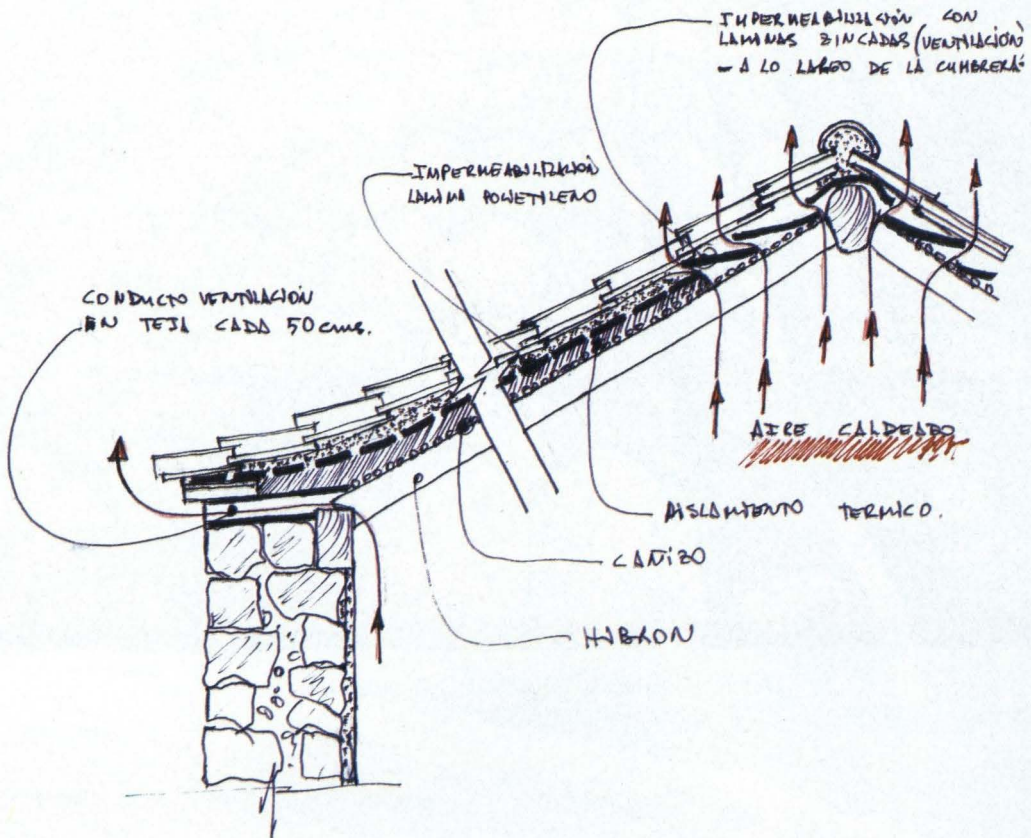 IMPERMEABILIZACIÓN CON
LAMINAS ZINCADAS (VENTILACIÓN)
- A LO LARGO DE LA CUMBRERA
IMPERMEABILIZACIÓN
LAMINA POLIETILENO
CONDUCTO VENTILACIÓN
EN TEJA CADA 50 cms.
AIRE CALDEADO
AISLAMIENTO TERMICO.
CAÑIZO